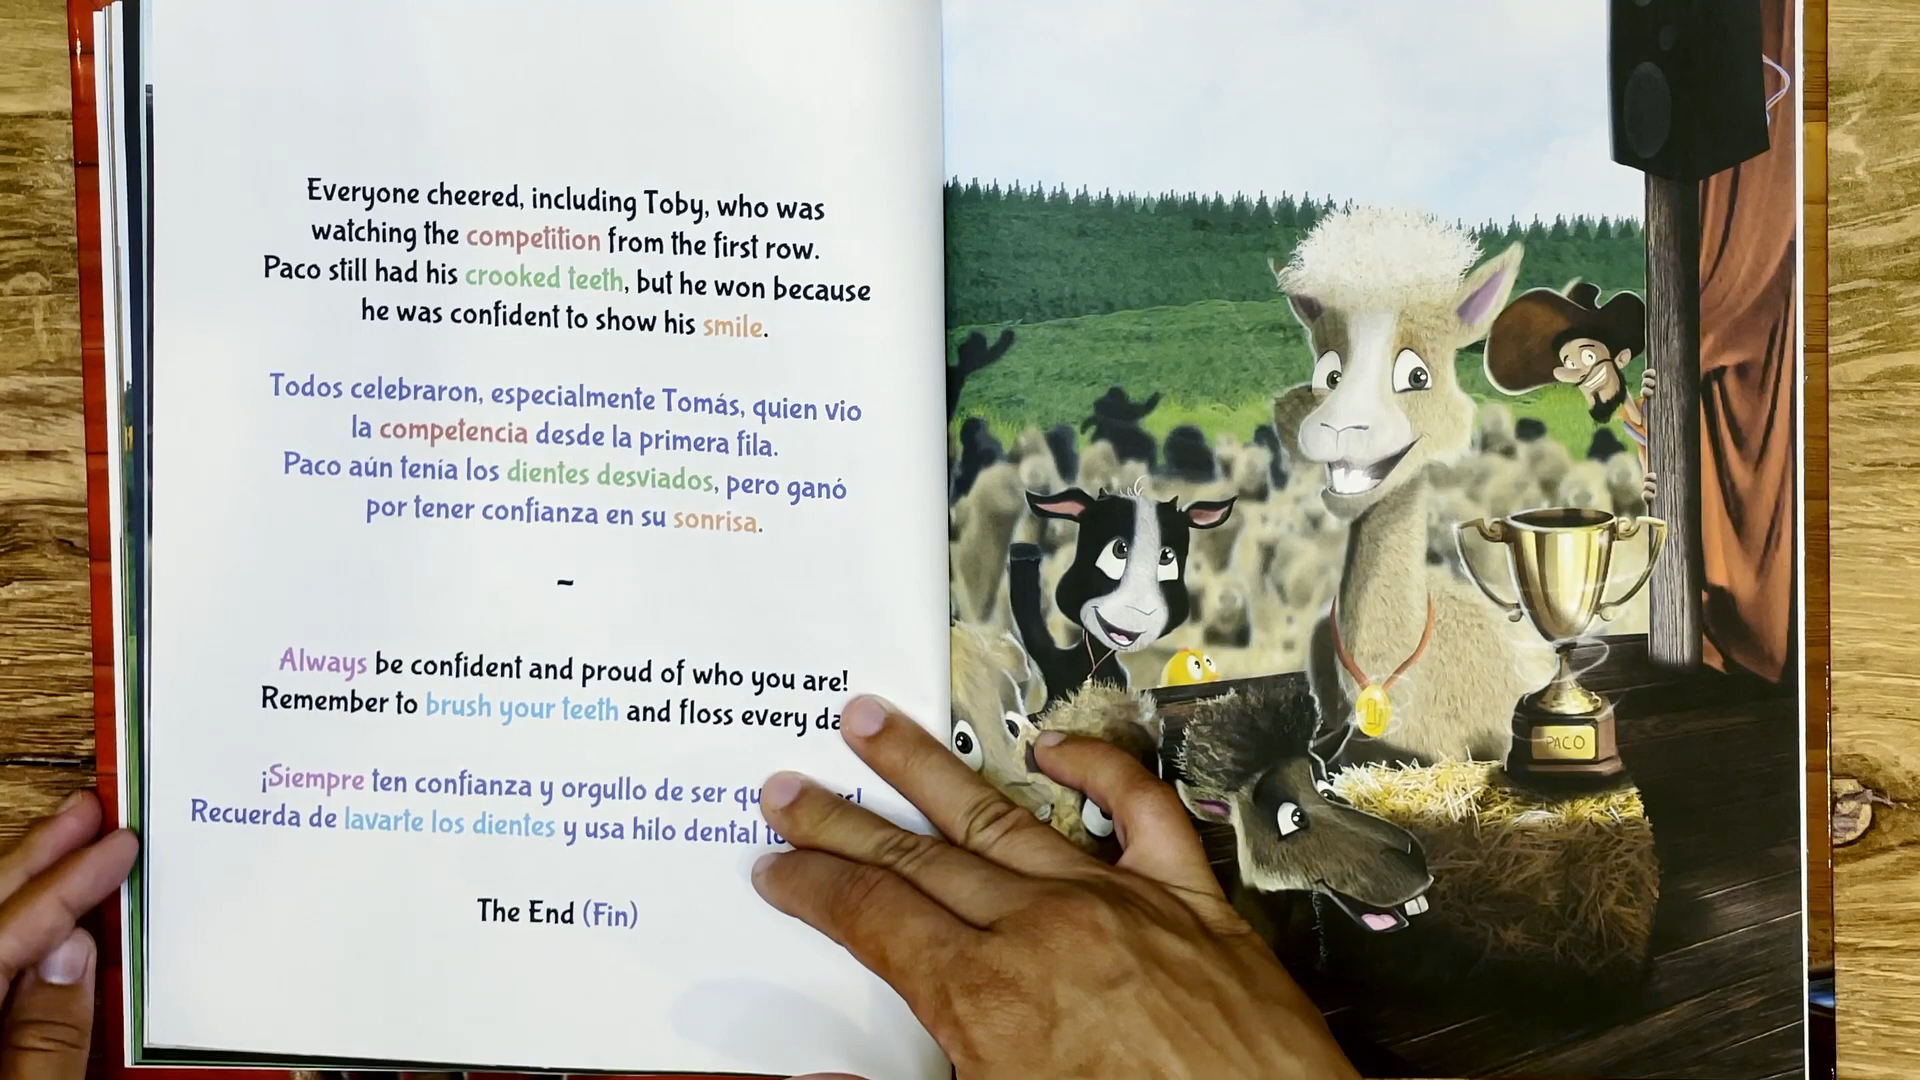 Everyone cheered, including Toby, who was
watching the competition from the first row.
Paco still had his crooked teeth, but he won because
he was confident to show his smile.
Todos celebraron, especialmente Tomás, quien vio
la competencia desde la primera fila.
Paco aún tenía los dientes desviados, pero ganó
por tener confianza en su sonrisa.
~
Always be confident and proud of who you are!
Remember to brush your teeth and floss every
¡Siempre ten confianza y orgullo de ser
Recuerda de lavarte los dientes y usa hilo dental
The End (Fin)
PACO
1